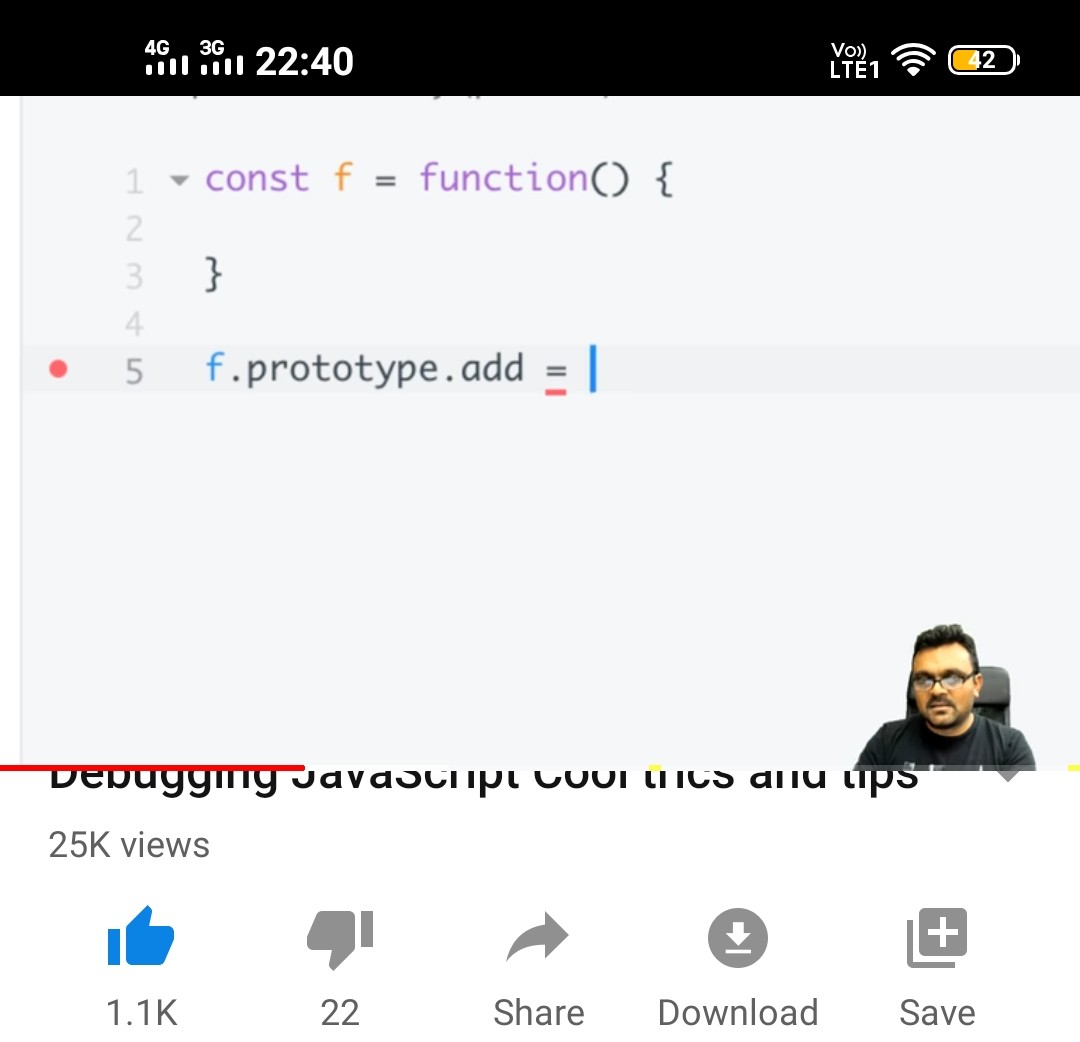 4G 3G 22:40 Vo)) LTE1 42
1 const f = function() {
2
3 }
4
5 f.prototype.add =
Debugging JavaScript Cool trics and tips
25K views
1.1K 22 Share Download Save